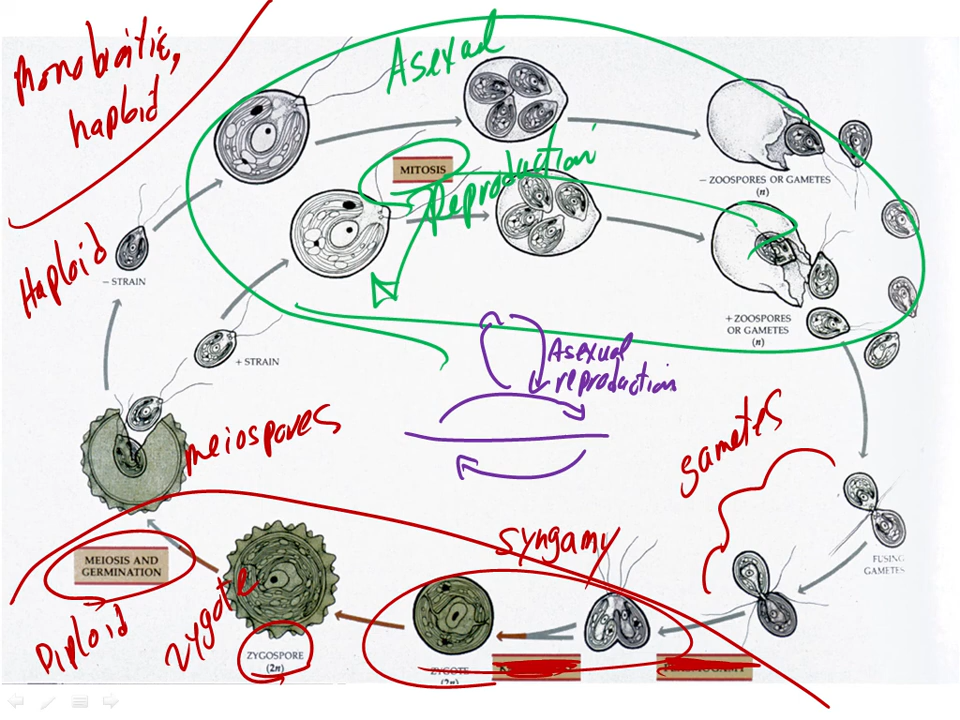 haploid
Asexual
Reproduction
MITOSIS
– ZOOSPORES OR GAMETES
(n)
Haploid
– STRAIN
+ ZOOSPORES
OR GAMETES
(n)
+ STRAIN
Asexual
reproduction
meiospores
gametes
syngamy
FUSING
GAMETES
MEIOSIS AND
GERMINATION
Diploid
zygote
ZYGOSPORE
(2n)
ZYGOTE
(2n)